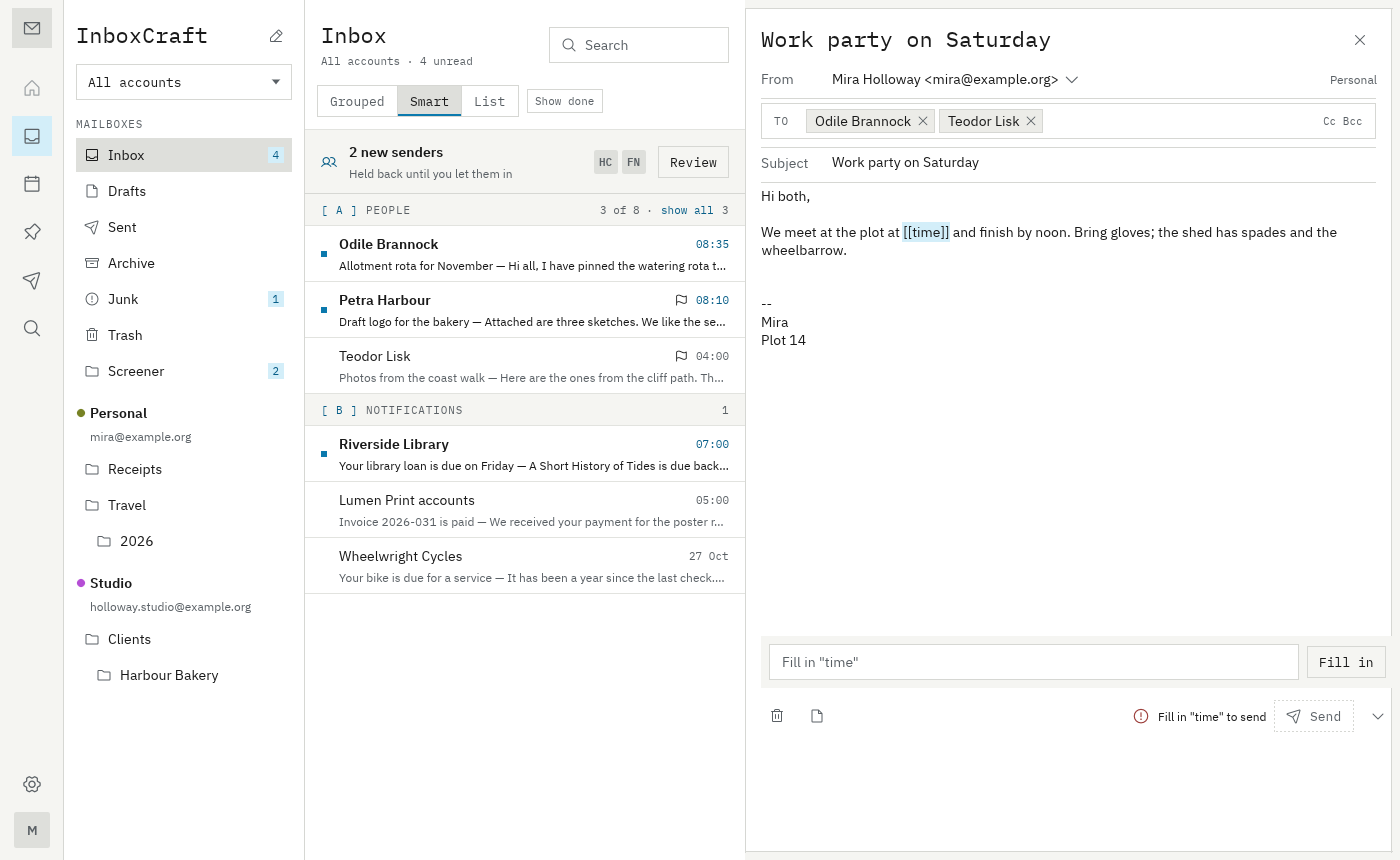 InboxCraft
All accounts
MAILBOXES
Inbox 4
Drafts
Sent
Archive
Junk 1
Trash
Screener 2
Personal
mira@example.org
Receipts
Travel
2026
Studio
holloway.studio@example.org
Clients
Harbour Bakery
M
Inbox
All accounts · 4 unread
Search
Grouped Smart List Show done
2 new senders
Held back until you let them in
HC FN Review
[ A ] PEOPLE 3 of 8 · show all 3
Odile Brannock 08:35
Allotment rota for November — Hi all, I have pinned the watering rota t…
Petra Harbour 08:10
Draft logo for the bakery — Attached are three sketches. We like the se…
Teodor Lisk 04:00
Photos from the coast walk — Here are the ones from the cliff path. Th…
[ B ] NOTIFICATIONS 1
Riverside Library 07:00
Your library loan is due on Friday — A Short History of Tides is due back…
Lumen Print accounts 05:00
Invoice 2026-031 is paid — We received your payment for the poster r…
Wheelwright Cycles 27 Oct
Your bike is due for a service — It has been a year since the last check.…
Work party on Saturday
From Mira Holloway <mira@example.org> Personal
TO Odile Brannock Teodor Lisk Cc Bcc
Subject Work party on Saturday
Hi both,
We meet at the plot at [[time]] and finish by noon. Bring gloves; the shed has spades and the
wheelbarrow.
--
Mira
Plot 14
Fill in "time" Fill in
Fill in "time" to send Send